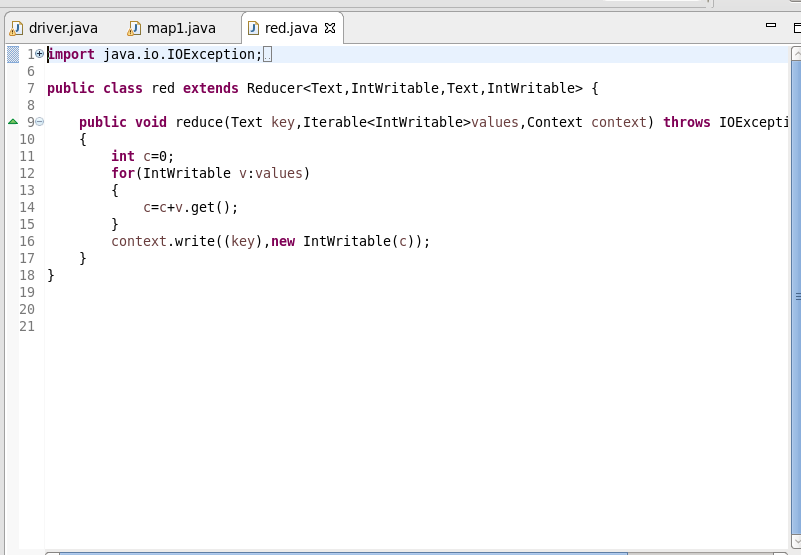 driver.java map1.java red.java
1 import java.io.IOException;
6
7 public class red extends Reducer<Text,IntWritable,Text,IntWritable> {
8
9 public void reduce(Text key,Iterable<IntWritable>values,Context context) throws IOExcepti
10 {
11 int c=0;
12 for(IntWritable v:values)
13 {
14 c=c+v.get();
15 }
16 context.write((key),new IntWritable(c));
17 }
18 }
19
20
21